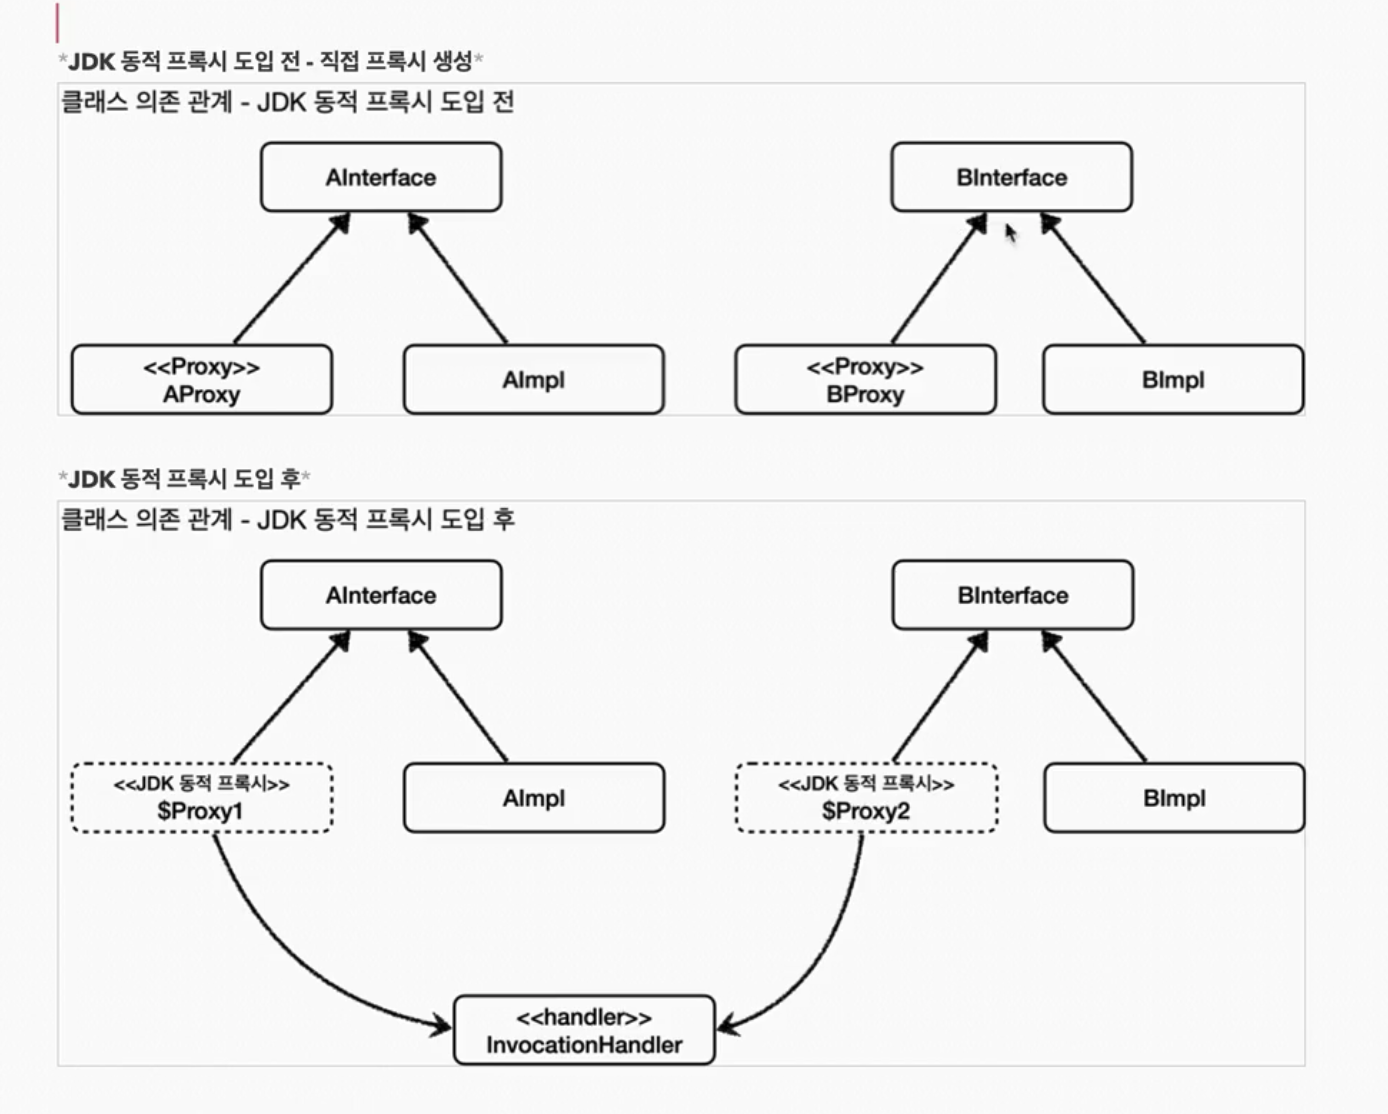 *JDK 동적 프록시 도입 전 - 직접 프록시 생성*
클래스 의존 관계 - JDK 동적 프록시 도입 전
AInterface
BInterface
<<Proxy>>
AProxy
AImpl
<<Proxy>>
BProxy
BImpl
*JDK 동적 프록시 도입 후*
클래스 의존 관계 - JDK 동적 프록시 도입 후
AInterface
BInterface
<<JDK 동적 프록시>>
$Proxy1
AImpl
<<JDK 동적 프록시>>
$Proxy2
BImpl
<<handler>>
InvocationHandler